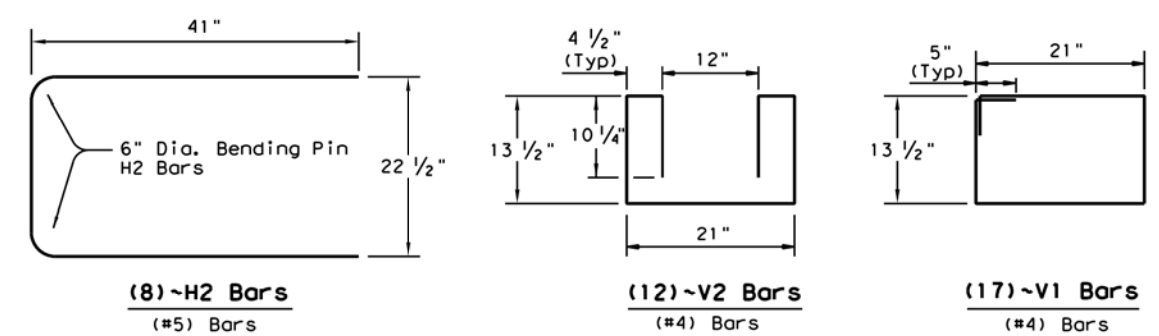 41"
6" Dia. Bending Pin
H2 Bars
22 1/2"
(8)~H2 Bars
(#5) Bars
4 1/2"
(Typ)
12"
10 1/4"
13 1/2"
21"
(12)~V2 Bars
(#4) Bars
5"
(Typ)
21"
13 1/2"
(17)~V1 Bars
(#4) Bars